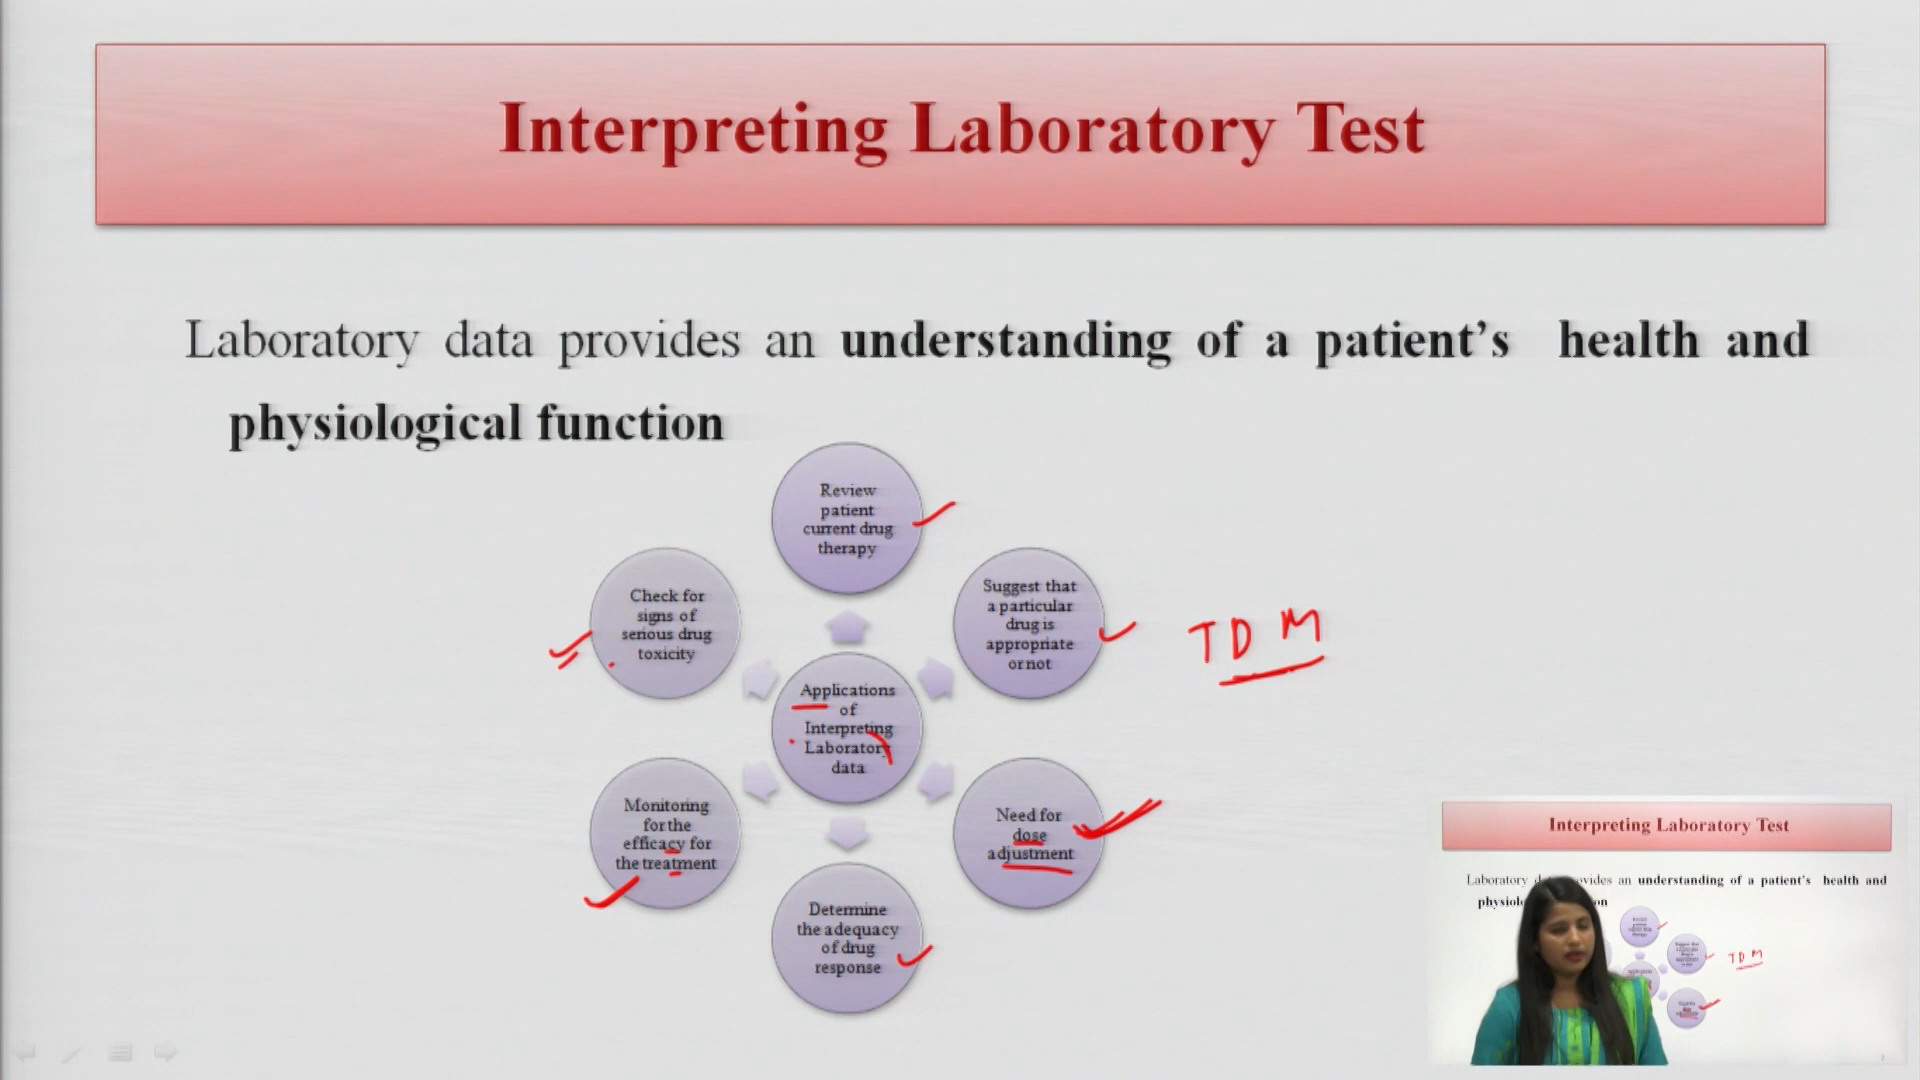 Interpreting Laboratory Test
Laboratory data provides an understanding of a patient's health and
physiological function
Review
patient
current drug
therapy
Suggest that
a particular
drug is
appropriate
or not
TDM
Need for
dose
adjustment
Determine
the adequacy
of drug
response
Monitoring
for the
efficacy for
the treatment
Check for
signs of
serious drug
toxicity
Applications
of
Interpreting
Laboratory
data
Interpreting Laboratory Test
Laboratory provides an understanding of a patient's health and
TDM